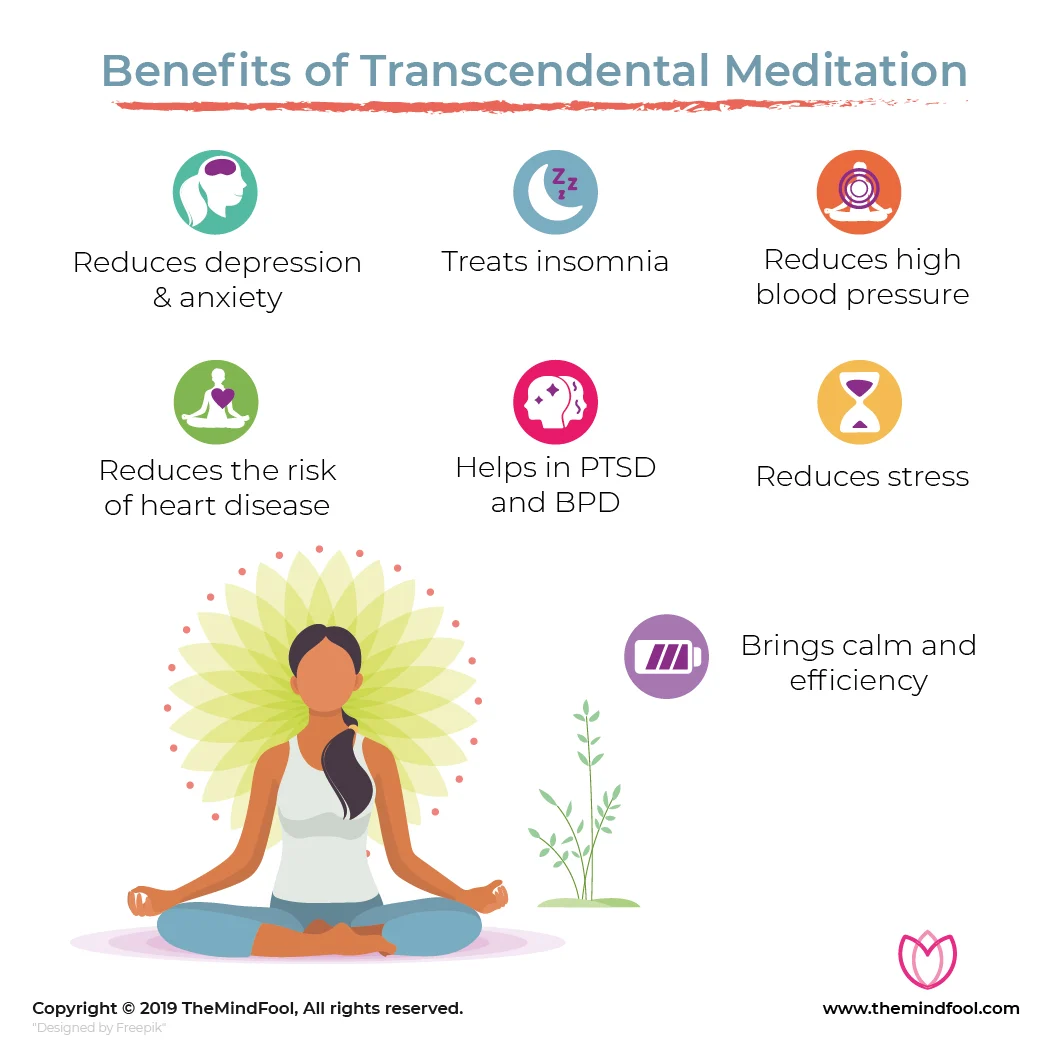 Benefits of Transcendental Meditation
Z
Z
Z
Reduces depression
& anxiety
Treats insomnia
Reduces high
blood pressure
Reduces the risk
of heart disease
Helps in PTSD
and BPD
Reduces stress
Brings calm and
efficiency
Copyright © 2019 TheMindFool, All rights reserved.
"Designed by Freepik"
www.themindfool.com